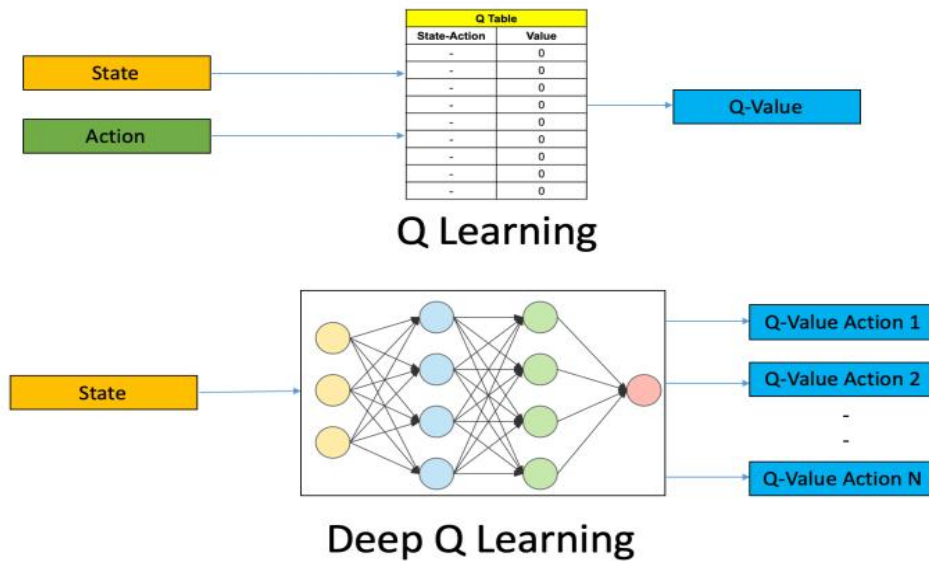 Q Table
State-Action Value
- 0
- 0
- 0
- 0
- 0
- 0
- 0
- 0
- 0
State
Action
Q-Value
Q Learning
State
Q-Value Action 1
Q-Value Action 2
-
-
Q-Value Action N
Deep Q Learning